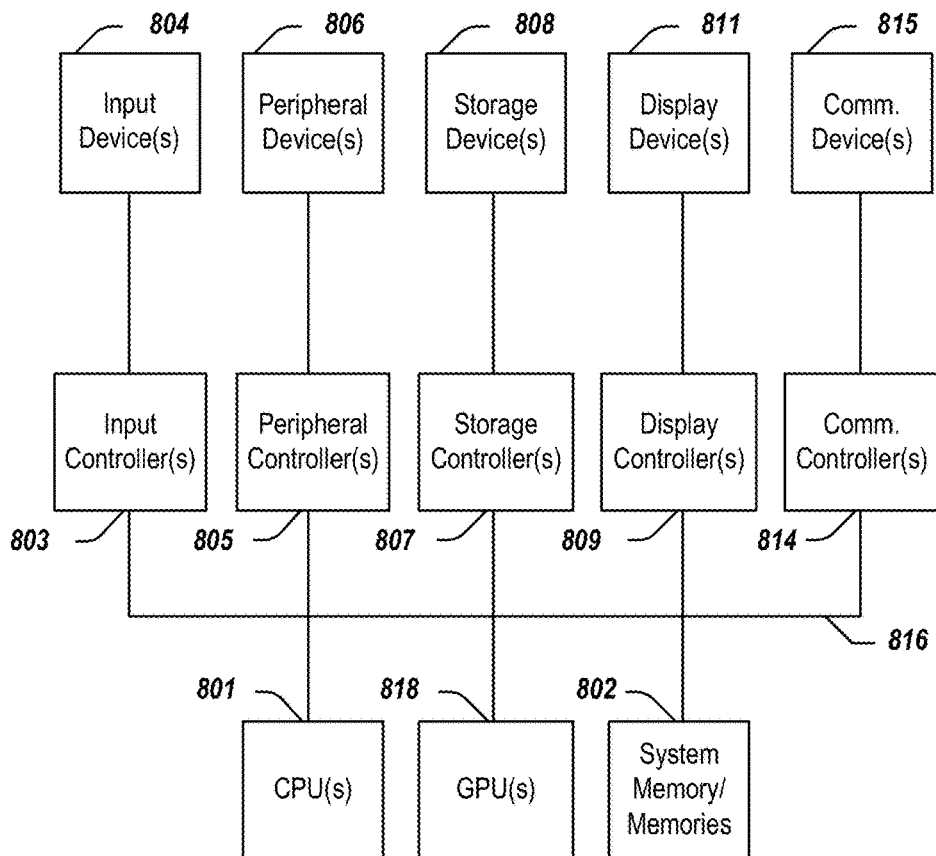 804
806
808
811
815
Input
Device(s)
Peripheral
Device(s)
Storage
Device(s)
Display
Device(s)
Comm.
Device(s)
Input
Controller(s)
Peripheral
Controller(s)
Storage
Controller(s)
Display
Controller(s)
Comm.
Controller(s)
803
805
807
809
814
816
801
818
802
CPU(s)
GPU(s)
System
Memory/
Memories